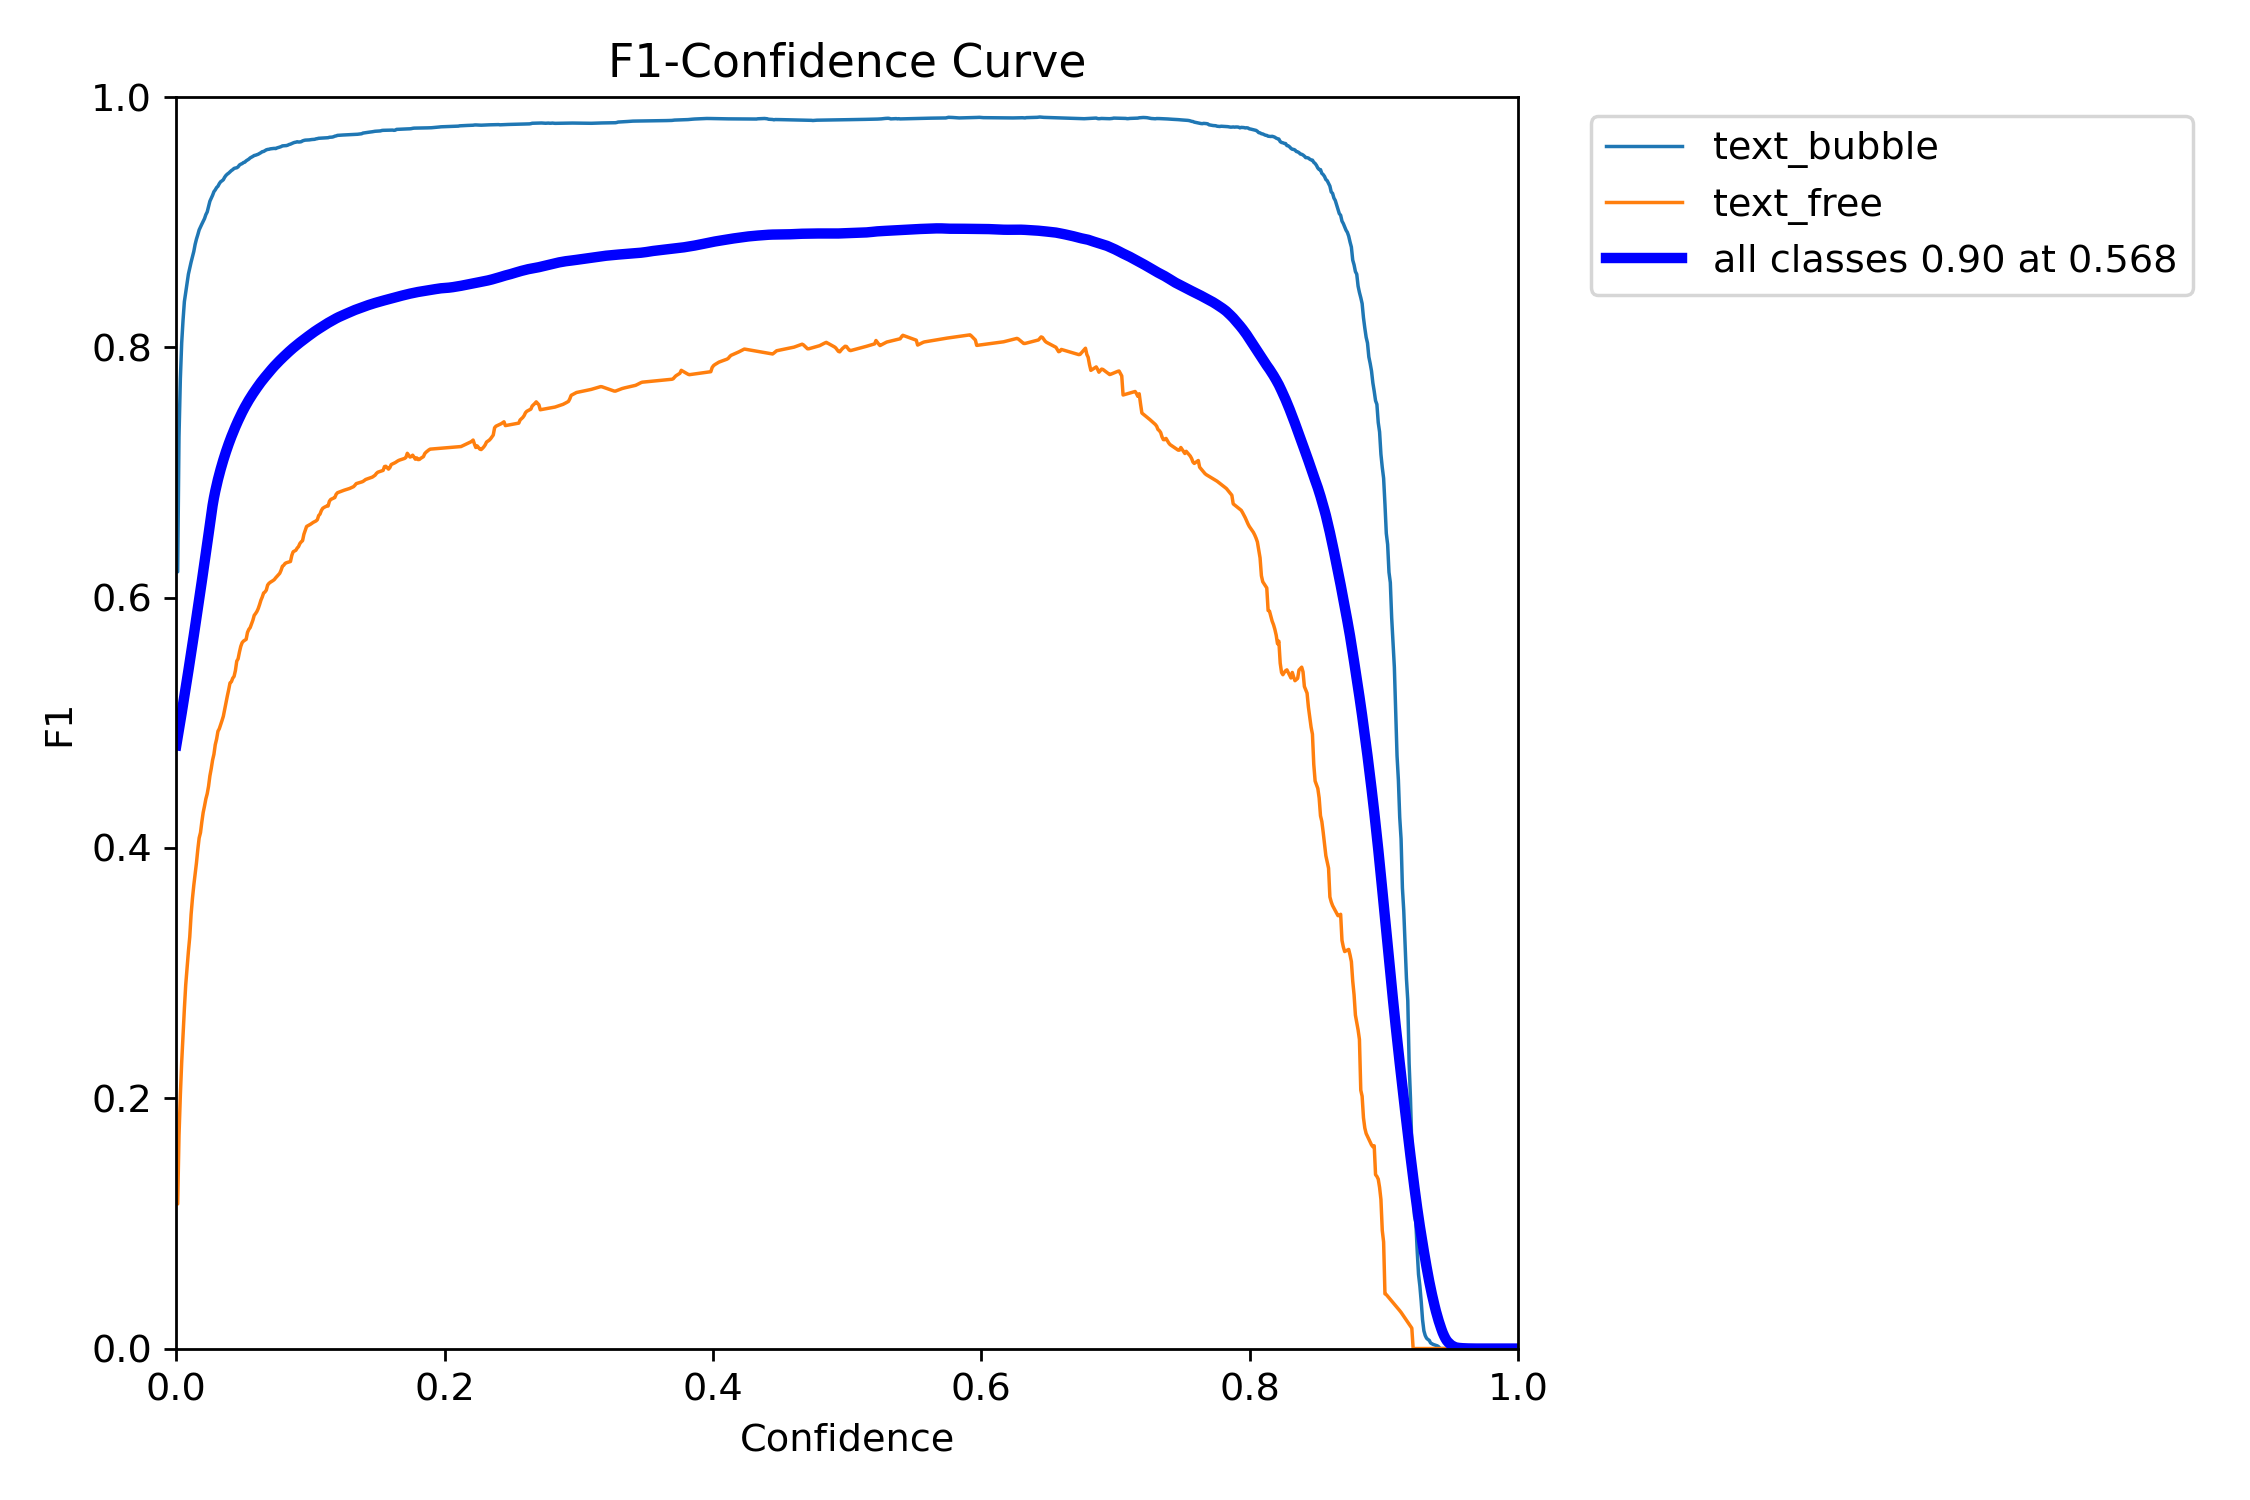 F1-Confidence Curve
1.0
0.8
0.6
0.4
0.2
0.0
F1
0.0 0.2 0.4 0.6 0.8 1.0
Confidence
text_bubble
text_free
all classes 0.90 at 0.568